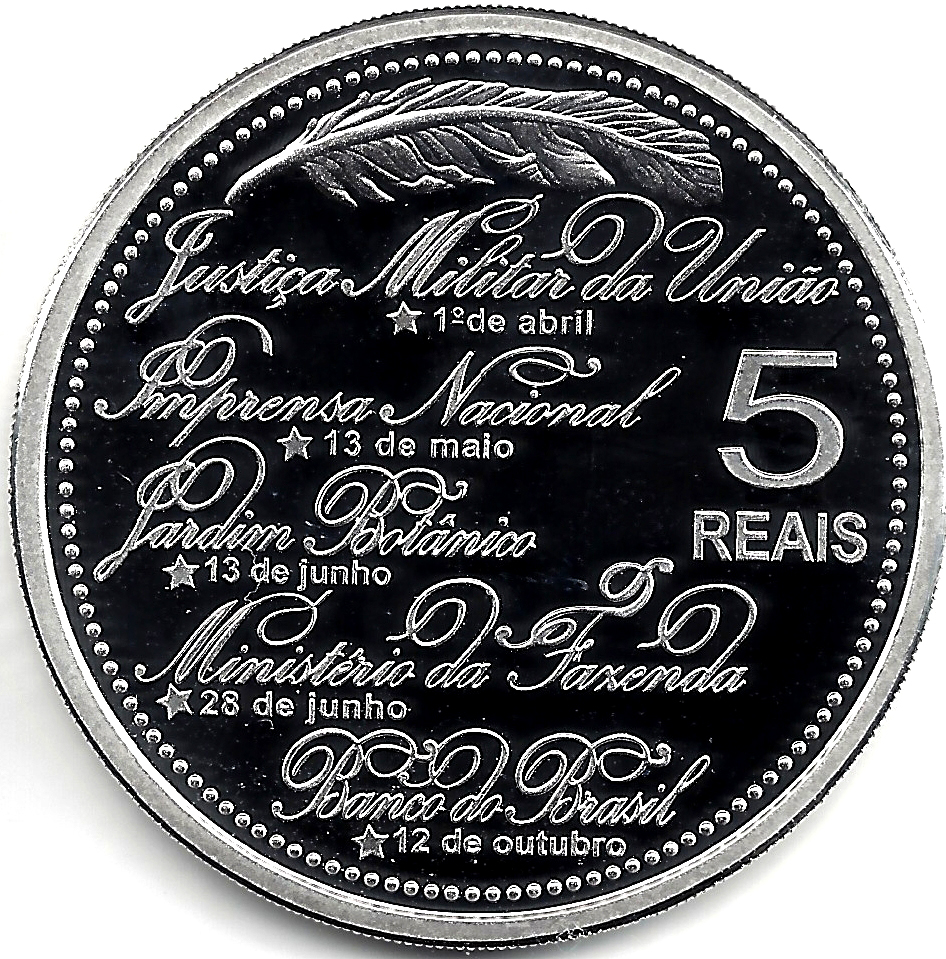 Justiça Militar da União
★ 1º de abril
Imprensa Nacional
★ 13 de maio
5
REAIS
Jardim Botânico
★ 13 de junho
Ministério da Fazenda
★ 28 de junho
Banco do Brasil
★ 12 de outubro